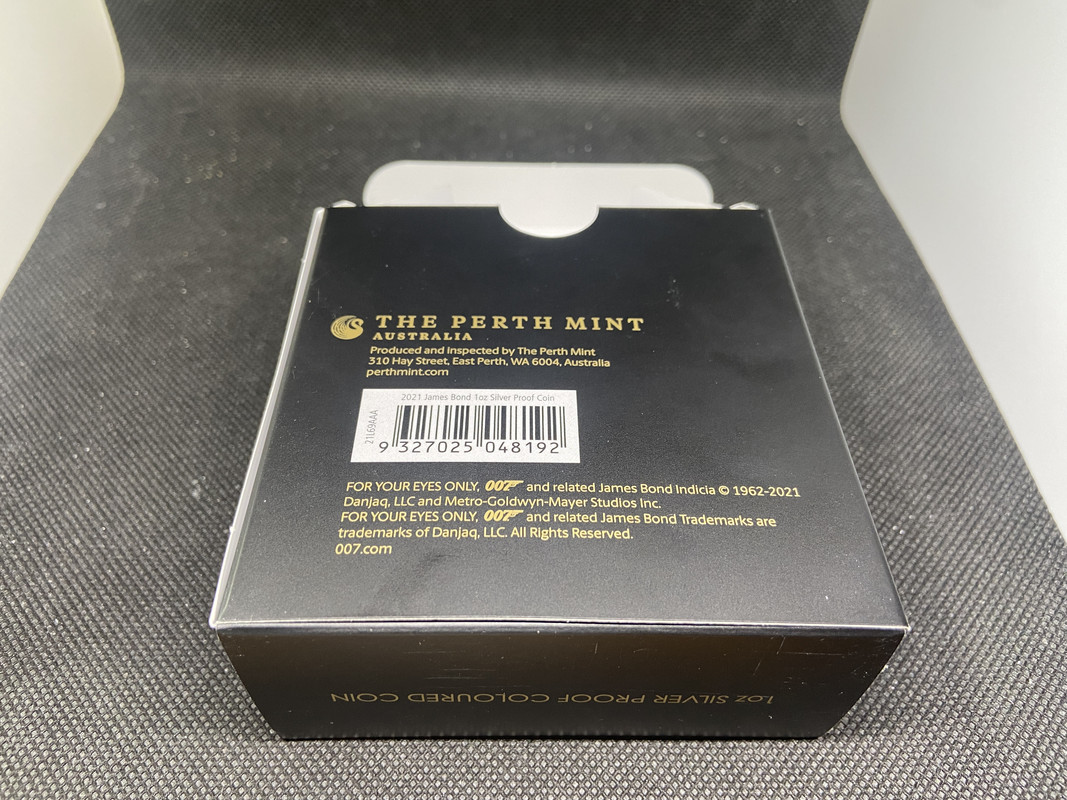 THE PERTH MINT
AUSTRALIA
Produced and Inspected by The Perth Mint
310 Hay Street, East Perth, WA 6004, Australia
perthmint.com
2021 James Bond 1oz Silver Proof Coin
21L69AAA
9 327025 048192
FOR YOUR EYES ONLY, 007 and related James Bond Indicia © 1962-2021
Danjaq, LLC and Metro-Goldwyn-Mayer Studios Inc.
FOR YOUR EYES ONLY, 007 and related James Bond Trademarks are
trademarks of Danjaq, LLC. All Rights Reserved.
007.com
1oz SILVER PROOF COLOURED COIN